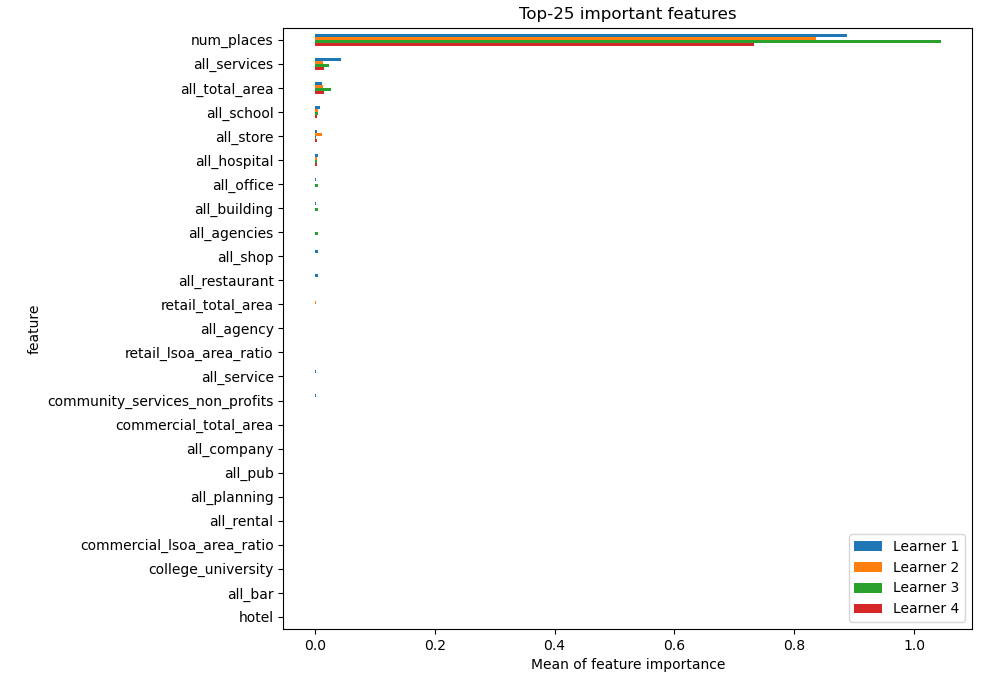 Top-25 important features
num_places
all_services
all_total_area
all_school
all_store
all_hospital
all_office
all_building
all_agencies
all_shop
all_restaurant
retail_total_area
all_agency
retail_lsoa_area_ratio
all_service
community_services_non_profits
commercial_total_area
all_company
all_pub
all_planning
all_rental
commercial_lsoa_area_ratio
college_university
all_bar
hotel
feature
Learner 1
Learner 2
Learner 3
Learner 4
0.0 0.2 0.4 0.6 0.8 1.0
Mean of feature importance